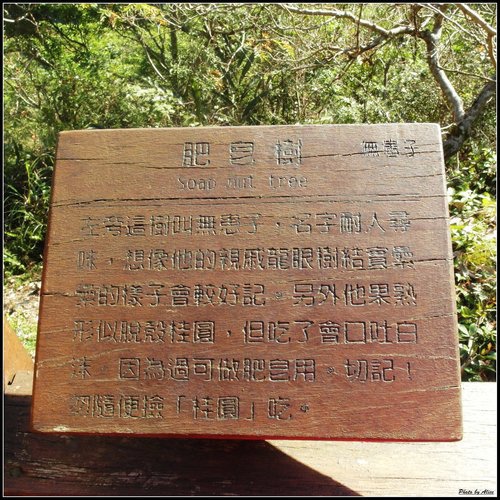 肥皂樹 無患子
Soap nut tree
左旁這樹叫無患子，名字耐人尋
味，想像他的親戚龍眼樹結實纍
纍的樣子會較好記。另外他果熟
形似脫殼桂圓，但吃了會口吐白
沫。因為過可做肥皂用。切記！
勿隨便撿「桂圓」吃。
Photo by Alice